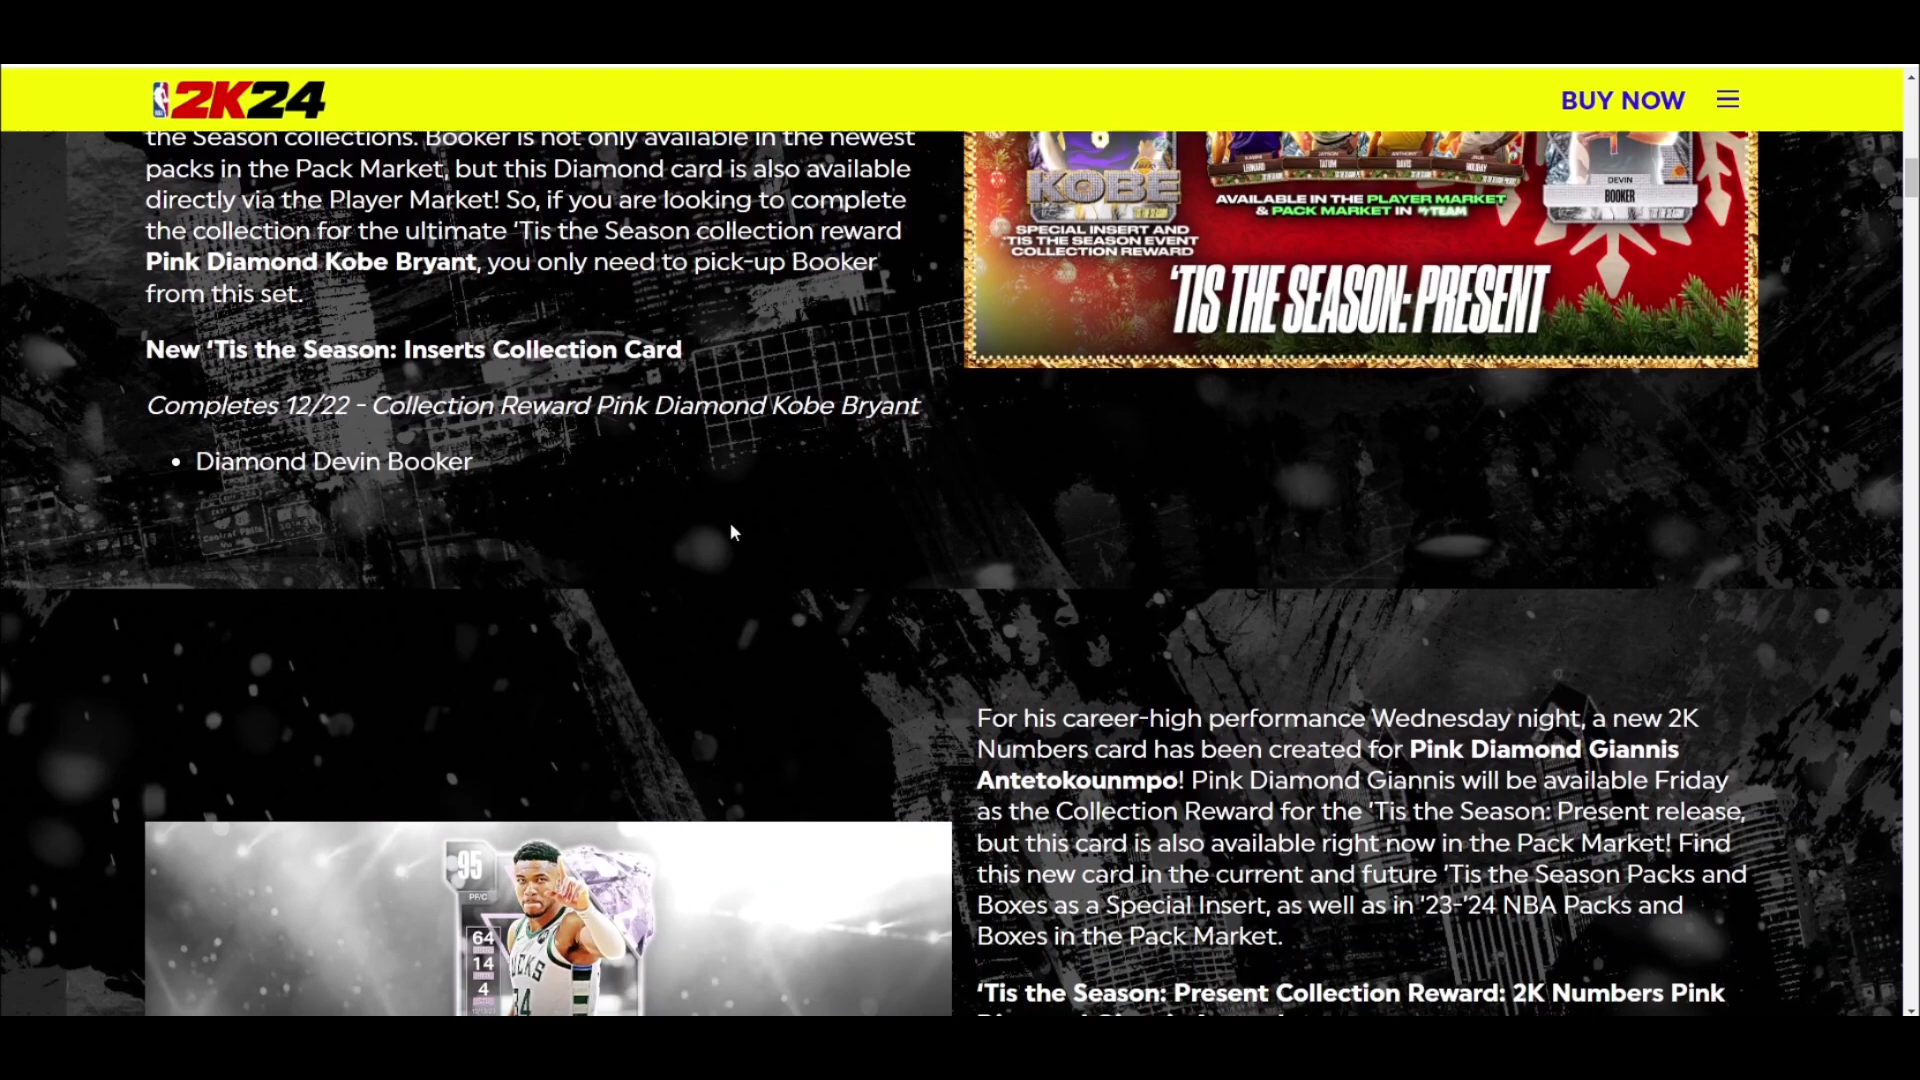 2K24
BUY NOW
the Season collections. Booker is not only available in the newest
packs in the Pack Market, but this Diamond card is also available
directly via the Player Market! So, if you are looking to complete
the collection for the ultimate ‘Tis the Season collection reward
Pink Diamond Kobe Bryant, you only need to pick-up Booker
from this set.
New ‘Tis the Season: Inserts Collection Card
Completes 12/22 - Collection Reward Pink Diamond Kobe Bryant
• Diamond Devin Booker
8
KOBE
SPECIAL INSERT AND
'TIS THE SEASON EVENT
COLLECTION REWARD
LEONARD
TATUM
ANTHONY
DAVIS
HOLIDAY
AVAILABLE IN THE PLAYER MARKET
& PACK MARKET IN TEAM
DEVIN
BOOKER
‘TIS THE SEASON: PRESENT
95
PF/C
64
14
4
For his career-high performance Wednesday night, a new 2K
Numbers card has been created for Pink Diamond Giannis
Antetokounmpo! Pink Diamond Giannis will be available Friday
as the Collection Reward for the ‘Tis the Season: Present release,
but this card is also available right now in the Pack Market! Find
this new card in the current and future ‘Tis the Season Packs and
Boxes as a Special Insert, as well as in ‘23-‘24 NBA Packs and
Boxes in the Pack Market.
‘Tis the Season: Present Collection Reward: 2K Numbers Pink